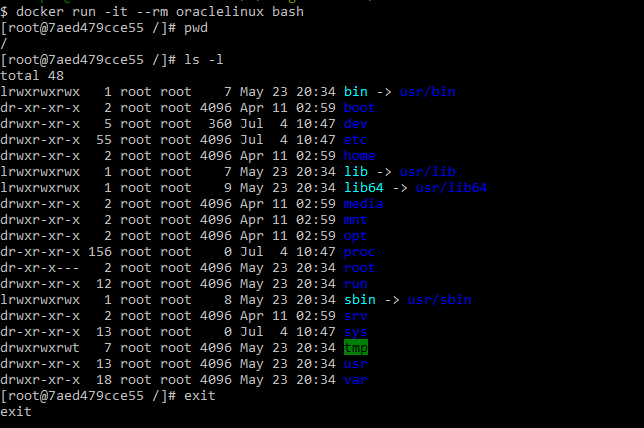 $ docker run -it --rm oraclelinux bash
[root@7aed479cce55 /]# pwd
/
[root@7aed479cce55 /]# ls -l
total 48
lrwxrwxrwx   1 root root    7 May 23 20:34 bin -> usr/bin
dr-xr-xr-x   2 root root 4096 Apr 11 02:59 boot
drwxr-xr-x   5 root root  360 Jul  4 10:47 dev
drwxr-xr-x  55 root root 4096 Jul  4 10:47 etc
drwxr-xr-x   2 root root 4096 Apr 11 02:59 home
lrwxrwxrwx   1 root root    7 May 23 20:34 lib -> usr/lib
lrwxrwxrwx   1 root root    9 May 23 20:34 lib64 -> usr/lib64
drwxr-xr-x   2 root root 4096 Apr 11 02:59 media
drwxr-xr-x   2 root root 4096 Apr 11 02:59 mnt
drwxr-xr-x   2 root root 4096 Apr 11 02:59 opt
dr-xr-xr-x 156 root root    0 Jul  4 10:47 proc
dr-xr-x---   2 root root 4096 May 23 20:34 root
drwxr-xr-x  12 root root 4096 May 23 20:34 run
lrwxrwxrwx   1 root root    8 May 23 20:34 sbin -> usr/sbin
drwxr-xr-x   2 root root 4096 Apr 11 02:59 srv
dr-xr-xr-x  13 root root    0 Jul  4 10:47 sys
drwxrwxrwt   7 root root 4096 May 23 20:34 tmp
drwxr-xr-x  13 root root 4096 May 23 20:34 usr
drwxr-xr-x  18 root root 4096 May 23 20:34 var
[root@7aed479cce55 /]# exit
exit